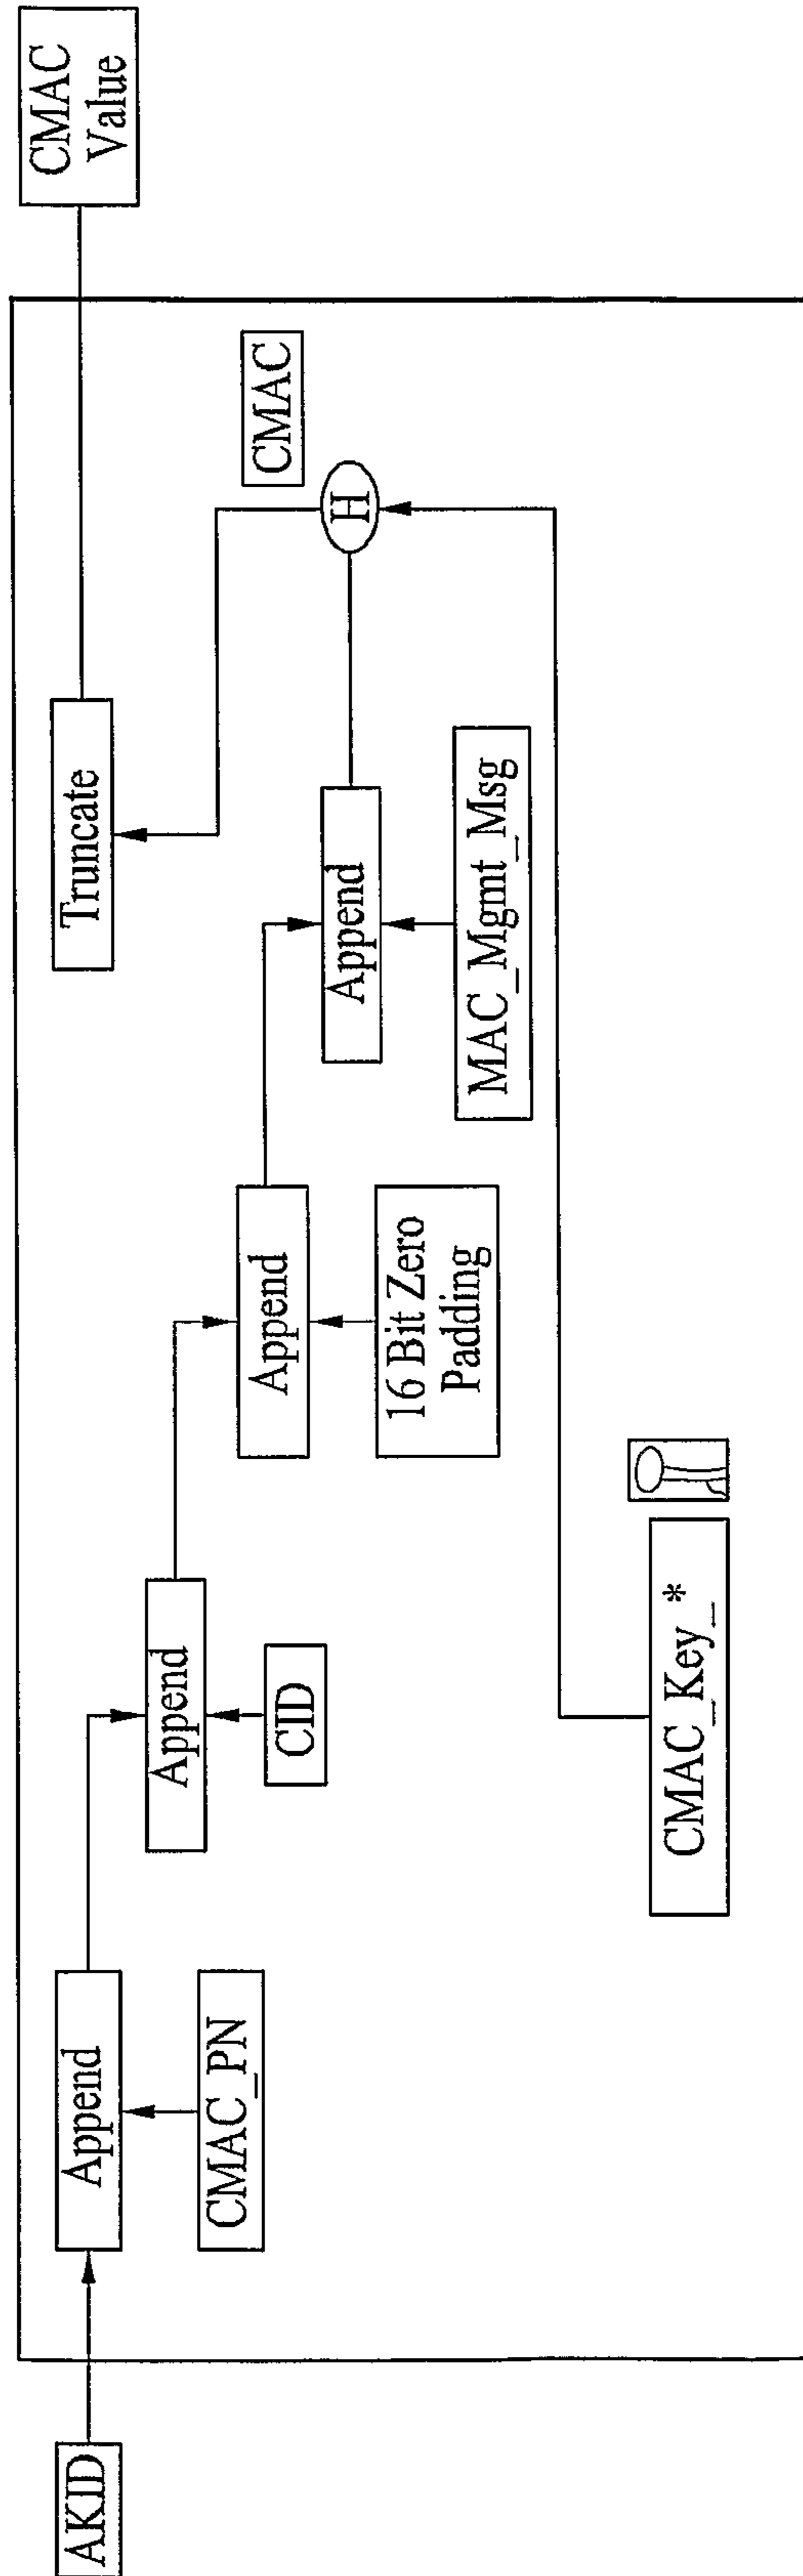 AKID
Append
CMAC_PN
Append
CID
Append
16 Bit Zero
Padding
Append
MAC_Mgmt_Msg
CMAC_Key_*
H
CMAC
Truncate
CMAC
Value